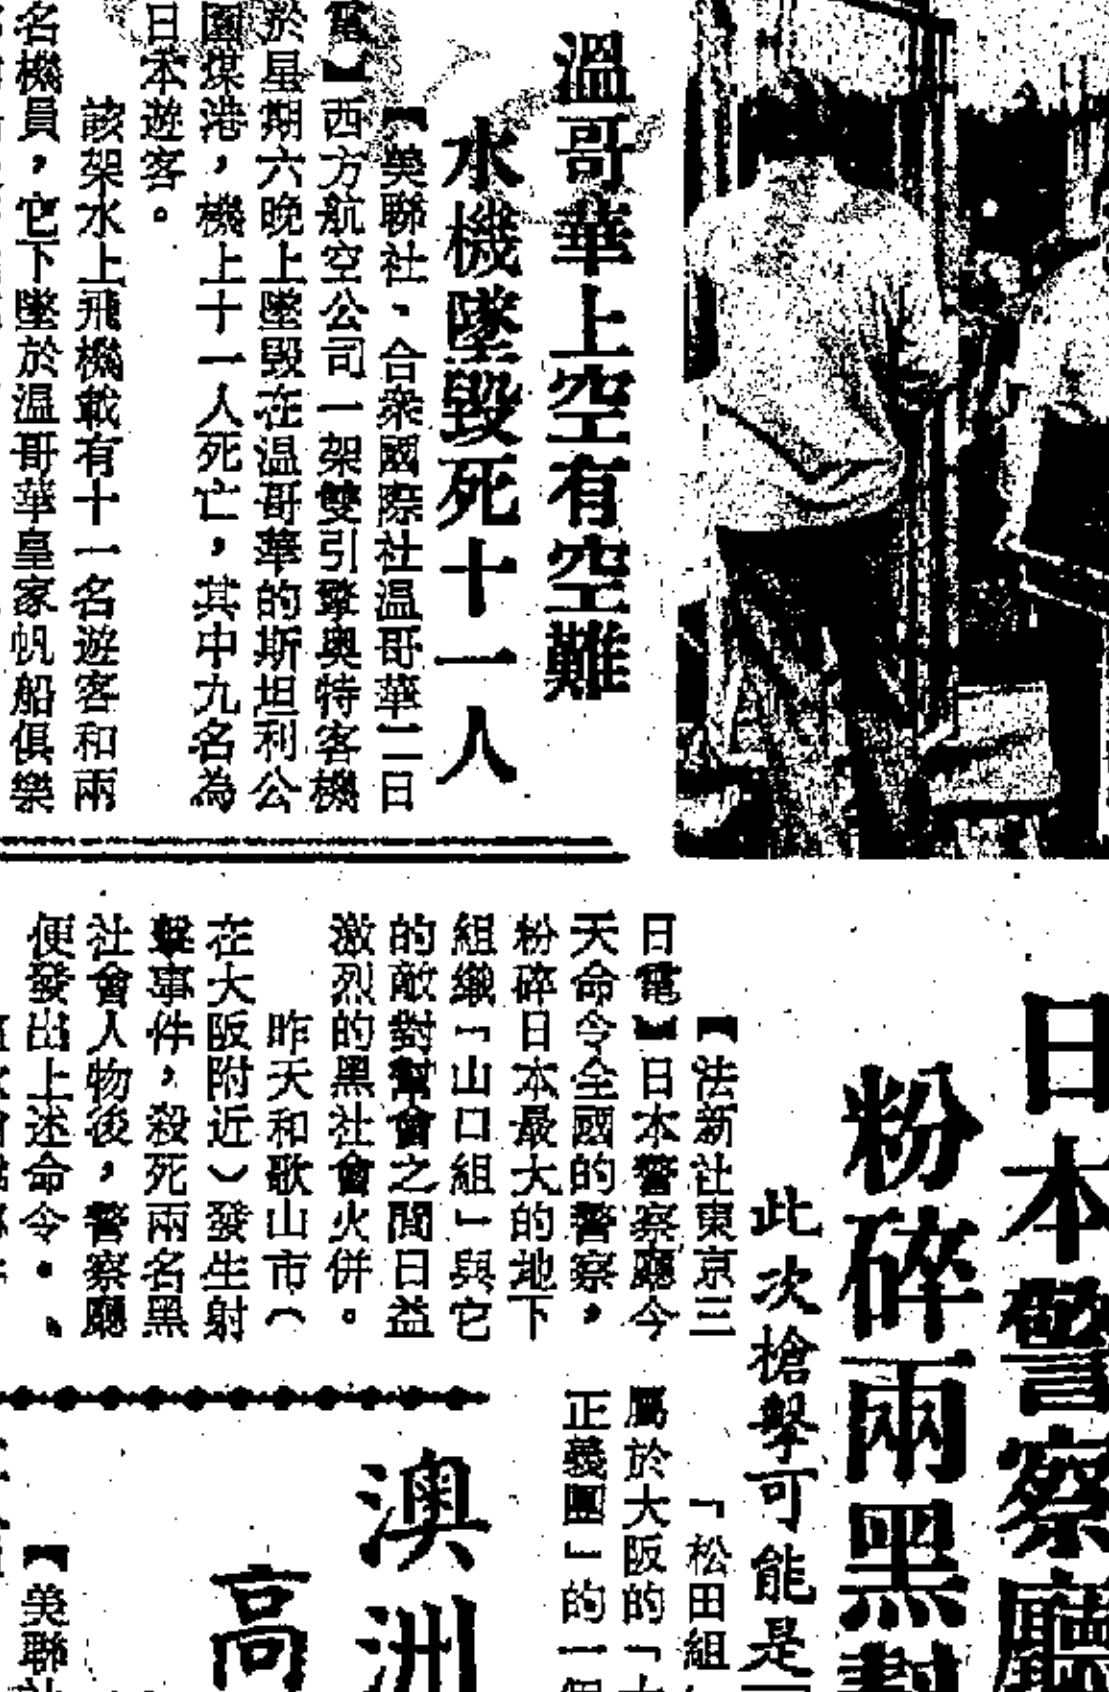 溫哥華上空有空難
水機墜毀死十一人
【美聯社、合眾國際社溫哥華二日
電】西方航空公司一架雙引擎奧特客機
於星期六晚上墜毀在温哥華的斯坦利公
園煤港，機上十一人死亡，其中九名為
日本遊客。
該架水上飛機載有十一名遊客和兩
名機員，它下墜於温哥華皇家帆船俱樂
日本警察廳
粉碎兩黑
此次槍擊可能是
【法新社東京三
日電】日本警察廳今
天命令全國的警察，
粉碎日本最大的地下
組織「山口組」與它
的敵對幫會之間日益
激烈的黑社會火併。
昨天和歌山市（
在大阪附近）發生射
擊事件，殺死兩名黑
社會人物後，警察廳
便發出上述命令。
「松田組
屬於大阪的「
正義團」的一個
澳洲
高
【美聯社